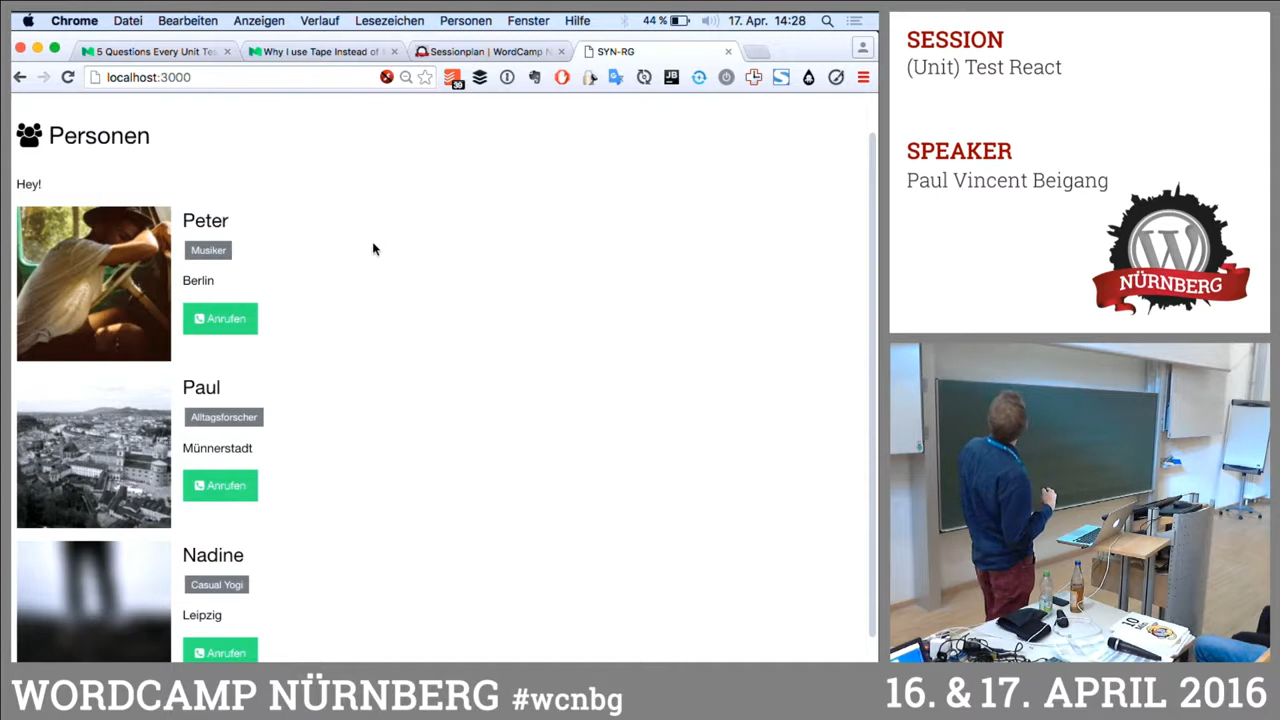 Chrome Datei Bearbeiten Anzeigen Verlauf Lesezeichen Personen Fenster Hilfe 44 % 17. Apr. 14:28
5 Questions Every Unit Tes
Why I use Tape Instead of
Sessionplan | WordCamp N
SYN-RG
localhost:3000
39
JB
Personen
Hey!
Peter
Musiker
Berlin
Anrufen
Paul
Alltagsforscher
Münnerstadt
Anrufen
Nadine
Casual Yogi
Leipzig
Anrufen
SESSION
(Unit) Test React
SPEAKER
Paul Vincent Beigang
W
NÜRNBERG
WORDCAMP NÜRNBERG #wcnbg
16. & 17. APRIL 2016